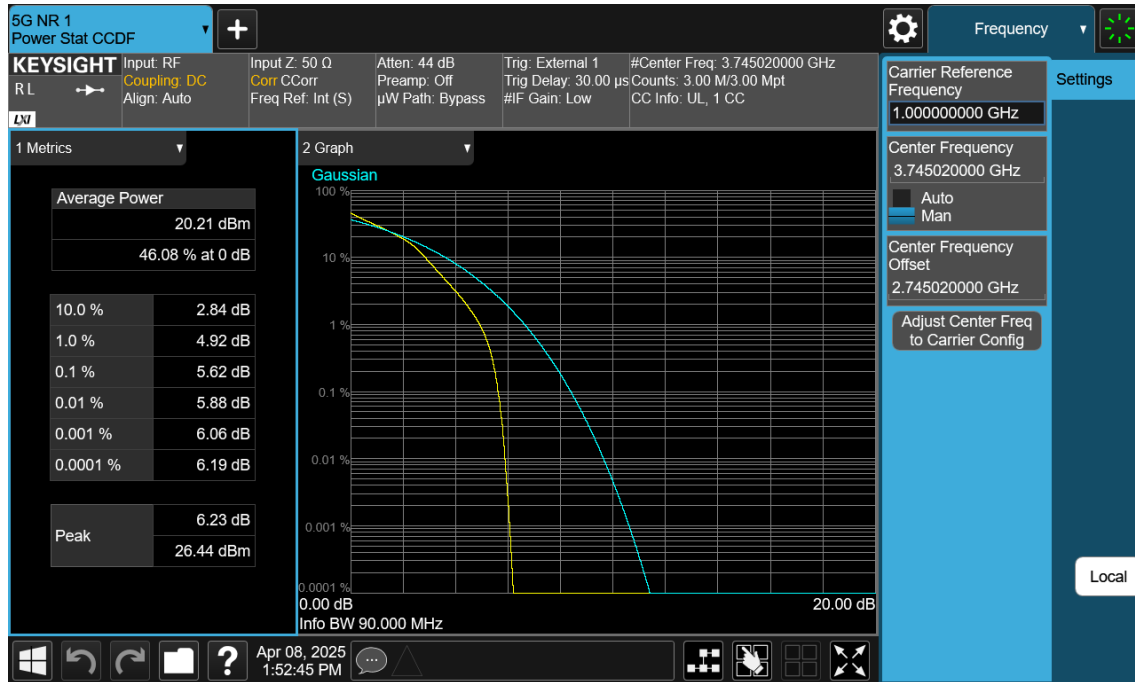 5G NR 1
Power Stat CCDF
Frequency
KEYSIGHT
R L
LXI
Input: RF
Coupling: DC
Align: Auto
Input Z: 50 Ω
Corr CCorr
Freq Ref: Int (S)
Atten: 44 dB
Preamp: Off
µW Path: Bypass
Trig: External 1
Trig Delay: 30.00 µs
#IF Gain: Low
#Center Freq: 3.745020000 GHz
Counts: 3.00 M/3.00 Mpt
CC Info: UL, 1 CC
1 Metrics
Average Power
20.21 dBm
46.08 % at 0 dB
10.0 % 2.84 dB
1.0 % 4.92 dB
0.1 % 5.62 dB
0.01 % 5.88 dB
0.001 % 6.06 dB
0.0001 % 6.19 dB
Peak
6.23 dB
26.44 dBm
2 Graph
Gaussian
100 %
10 %
1 %
0.1 %
0.01 %
0.001 %
0.0001 %
0.00 dB 20.00 dB
Info BW 90.000 MHz
Carrier Reference
Frequency
1.000000000 GHz
Center Frequency
3.745020000 GHz
Auto
Man
Center Frequency
Offset
2.745020000 GHz
Adjust Center Freq
to Carrier Config
Settings
Local
?
Apr 08, 2025
1:52:45 PM